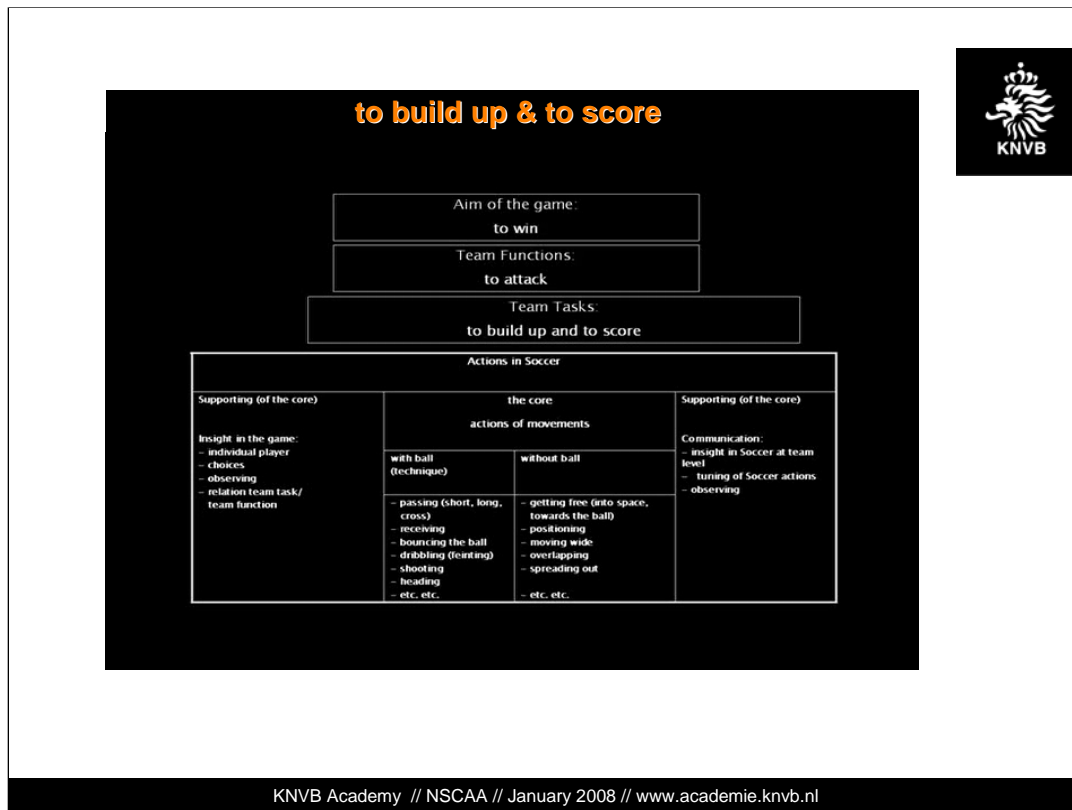 to build up & to score
KNVB
Aim of the game:
to win
Team Functions:
to attack
Team Tasks:
to build up and to score
Actions in Soccer
Supporting (of the core)
Insight in the game:
– individual player
– choices
– observing
– relation team task/
team function
the core
actions of movements
with ball
(technique)
– passing (short, long,
cross)
– receiving
– bouncing the ball
– dribbling (feinting)
– shooting
– heading
– etc. etc.
without ball
– getting free (into space,
towards the ball)
– positioning
– moving wide
– overlapping
– spreading out
– etc. etc.
Supporting (of the core)
Communication:
– insight in Soccer at team
level
– tuning of Soccer actions
– observing
KNVB Academy // NSCAA // January 2008 // www.academie.knvb.nl